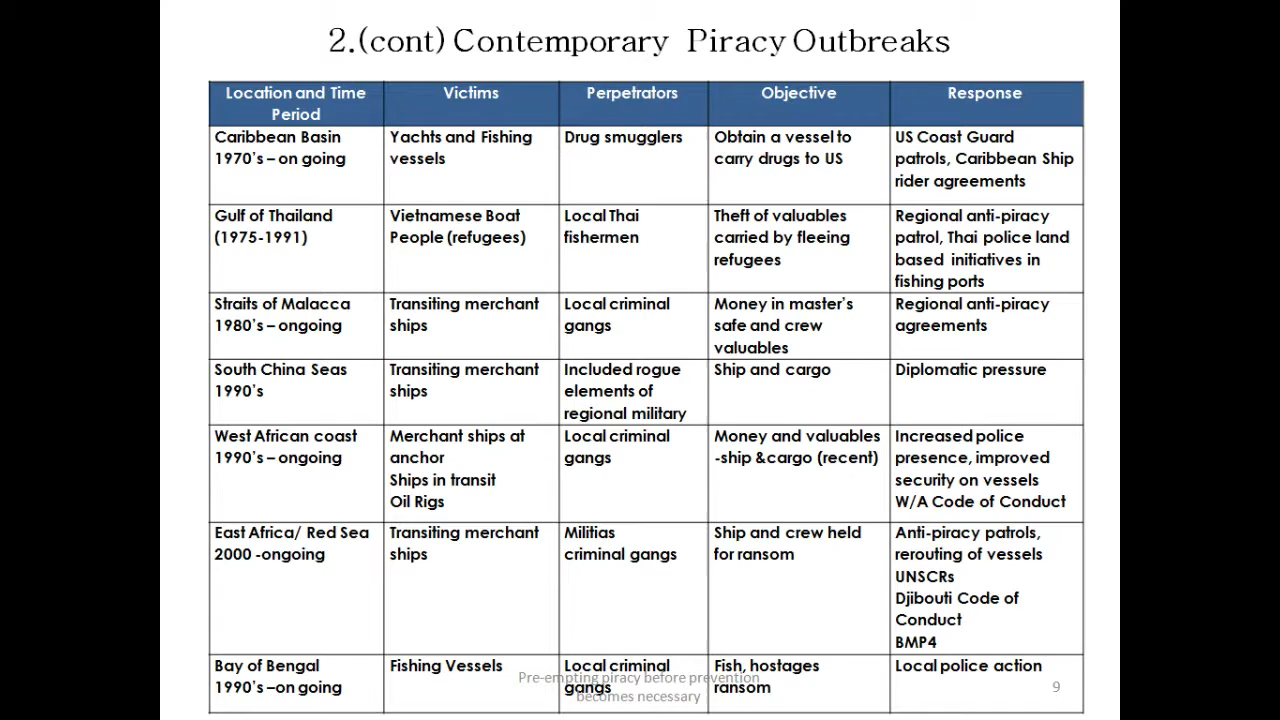 2.(cont) Contemporary Piracy Outbreaks
Location and Time
Period
Victims
Perpetrators
Objective
Response
Caribbean Basin
1970's – on going
Yachts and Fishing
vessels
Drug smugglers
Obtain a vessel to
carry drugs to US
US Coast Guard
patrols, Caribbean Ship
rider agreements
Gulf of Thailand
(1975-1991)
Vietnamese Boat
People (refugees)
Local Thai
fishermen
Theft of valuables
carried by fleeing
refugees
Regional anti-piracy
patrol, Thai police land
based initiatives in
fishing ports
Straits of Malacca
1980's – ongoing
Transiting merchant
ships
Local criminal
gangs
Money in master's
safe and crew
valuables
Regional anti-piracy
agreements
South China Seas
1990's
Transiting merchant
ships
Included rogue
elements of
regional military
Ship and cargo
Diplomatic pressure
West African coast
1990's – ongoing
Merchant ships at
anchor
Ships in transit
Oil Rigs
Local criminal
gangs
Money and valuables
-ship &cargo (recent)
Increased police
presence, improved
security on vessels
W/A Code of Conduct
East Africa/ Red Sea
2000 -ongoing
Transiting merchant
ships
Militias
criminal gangs
Ship and crew held
for ransom
Anti-piracy patrols,
rerouting of vessels
UNSCRs
Djibouti Code of
Conduct
BMP4
Bay of Bengal
1990's –on going
Fishing Vessels
Local criminal
gangs
Fish, hostages
ransom
Local police action
Pre-empting piracy before prevention
becomes necessary
9